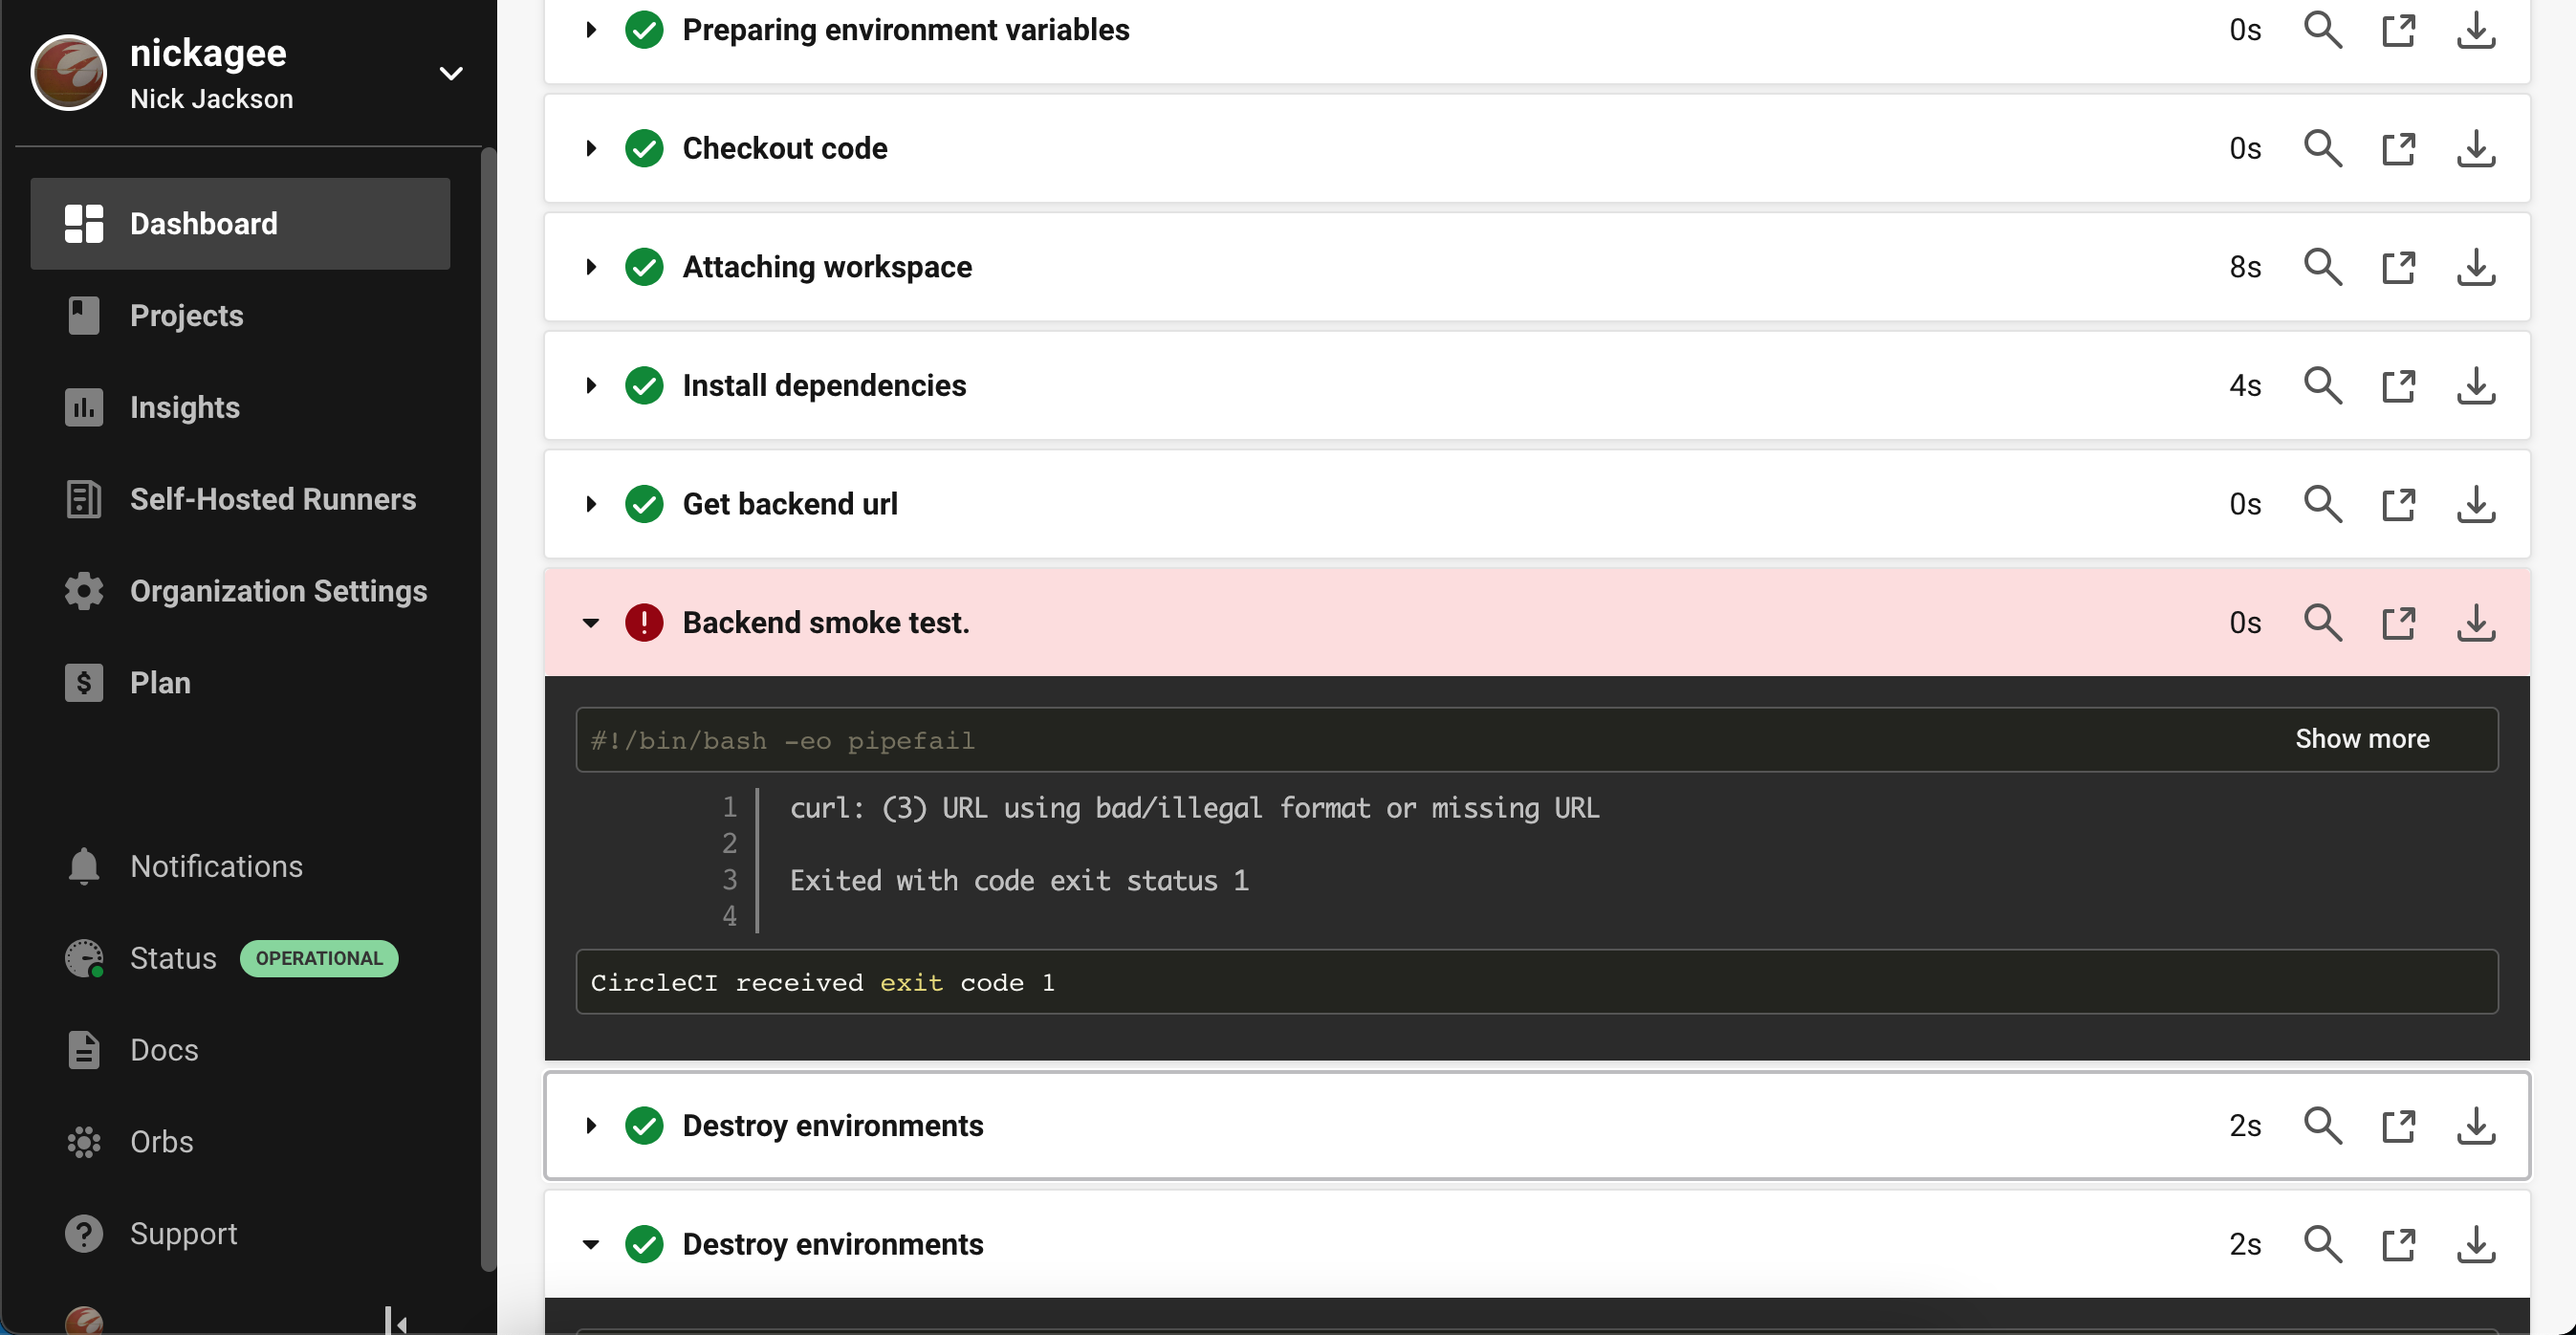 nickagee
Nick Jackson
Dashboard
Projects
Insights
Self-Hosted Runners
Organization Settings
Plan
Notifications
Status OPERATIONAL
Docs
Orbs
Support
Preparing environment variables 0s
Checkout code 0s
Attaching workspace 8s
Install dependencies 4s
Get backend url 0s
Backend smoke test. 0s
#!/bin/bash -eo pipefail Show more
1 curl: (3) URL using bad/illegal format or missing URL
2
3 Exited with code exit status 1
4
CircleCI received exit code 1
Destroy environments 2s
Destroy environments 2s